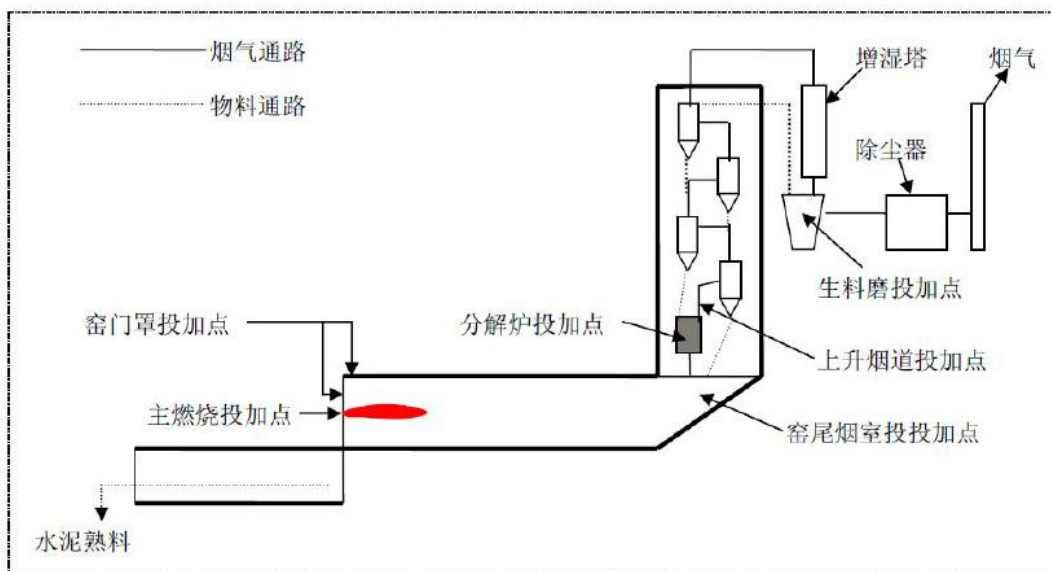 烟气通路
物料通路
增湿塔
烟气
除尘器
生料磨投加点
窑门罩投加点
分解炉投加点
上升烟道投加点
主燃烧投加点
窑尾烟室投投加点
水泥熟料